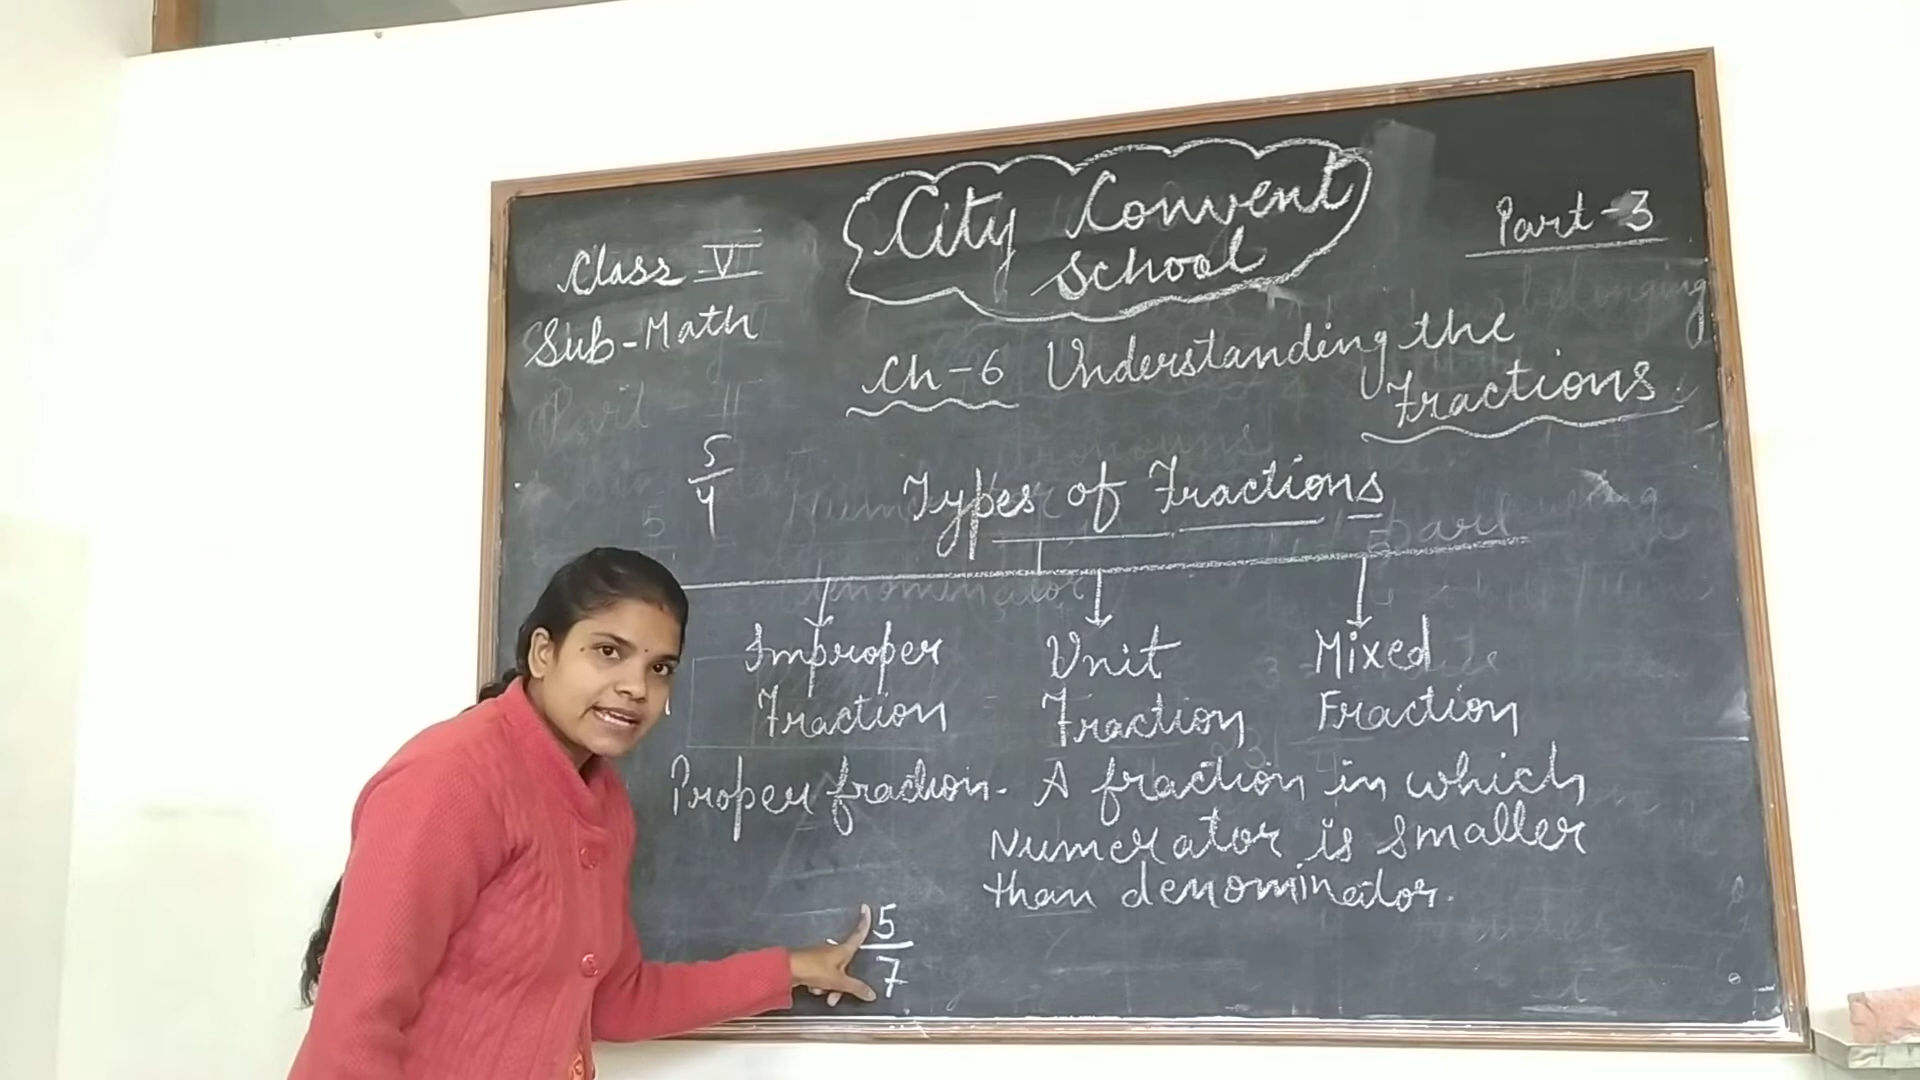 City Convent
School
Part-3
Class V
Sub-Math
Ch-6 Understanding the
Fractions.
5
4
Types of Fractions
Improper
Fraction
Unit
Fraction
Mixed
Fraction
Proper fraction - A fraction in which
Numerator is smaller
than denominator.
5
7